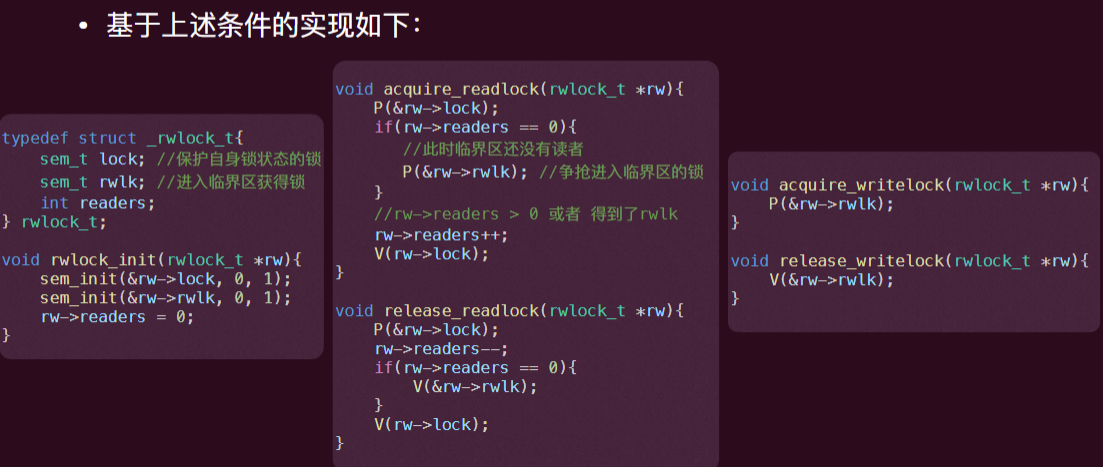 • 基于上述条件的实现如下：
typedef struct _rwlock_t{
    sem_t lock; //保护自身锁状态的锁
    sem_t rwlk; //进入临界区获得锁
    int readers;
} rwlock_t;

void rwlock_init(rwlock_t *rw){
    sem_init(&rw->lock, 0, 1);
    sem_init(&rw->rwlk, 0, 1);
    rw->readers = 0;
}
void acquire_readlock(rwlock_t *rw){
    P(&rw->lock);
    if(rw->readers == 0){
        //此时临界区还没有读者
        P(&rw->rwlk); //争抢进入临界区的锁
    }
    //rw->readers > 0 或者 得到了rwlk
    rw->readers++;
    V(rw->lock);
}

void release_readlock(rwlock_t *rw){
    P(&rw->lock);
    rw->readers--;
    if(rw->readers == 0){
        V(&rw->rwlk);
    }
    V(rw->lock);
}
void acquire_writelock(rwlock_t *rw){
    P(&rw->rwlk);
}

void release_writelock(rwlock_t *rw){
    V(&rw->rwlk);
}